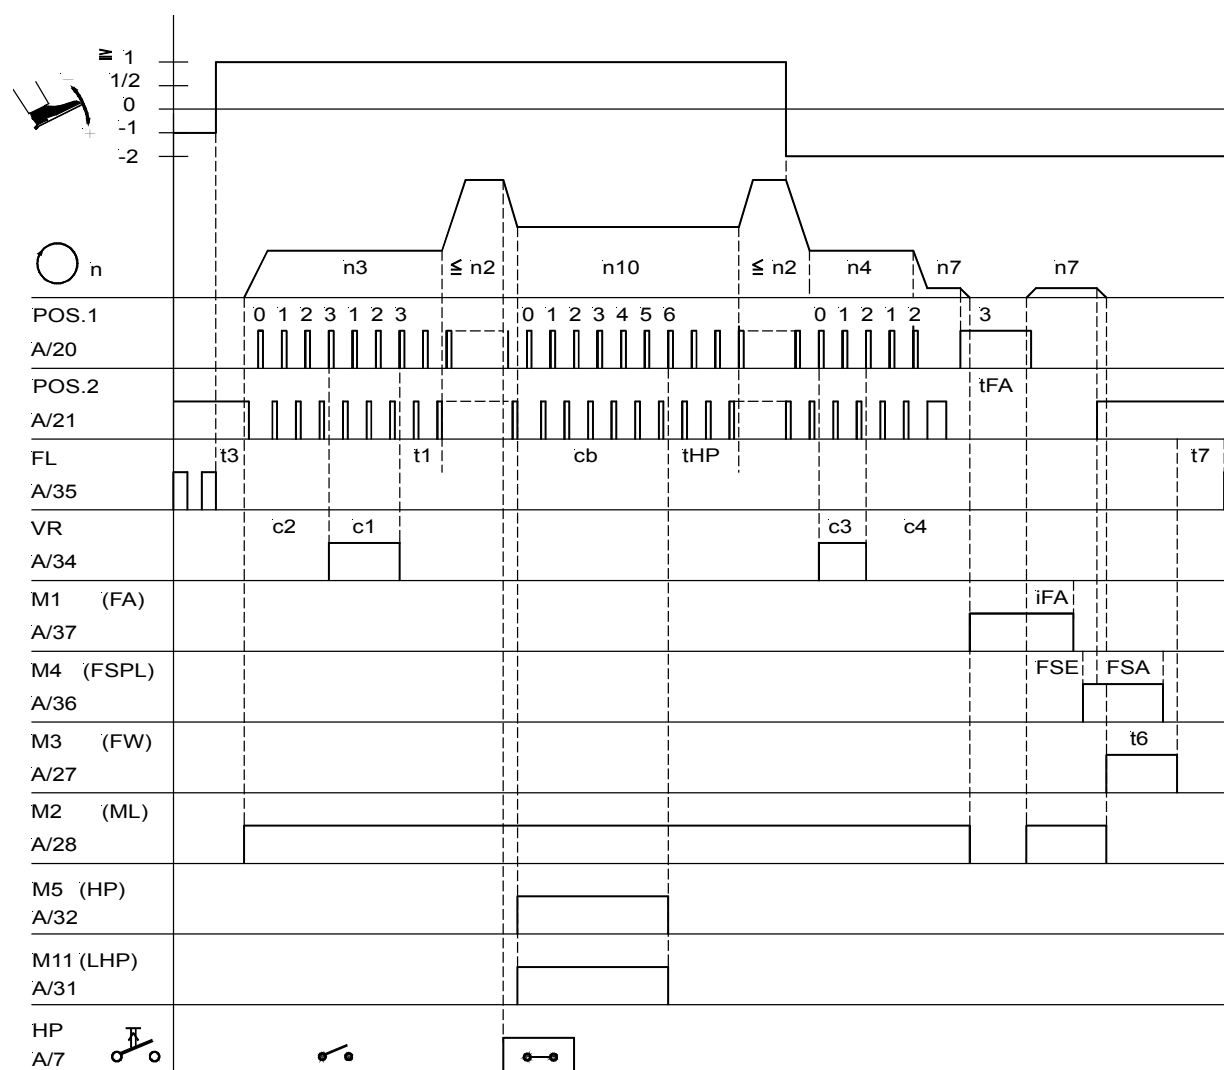 ≧ 1
1/2
0
-1
-2
− +
n n3 ≦ n2 n10 ≦ n2 n4 n7 n7
POS.1 0 1 2 3 1 2 3 0 1 2 3 4 5 6 0 1 2 1 2 3
A/20
POS.2 tFA
A/21
FL t3 t1 cb tHP t7
A/35
VR c2 c1 c3 c4
A/34
M1 (FA) iFA
A/37
M4 (FSPL) FSE FSA
A/36
M3 (FW) t6
A/27
M2 (ML)
A/28
M5 (HP)
A/32
M11 (LHP)
A/31
HP
A/7